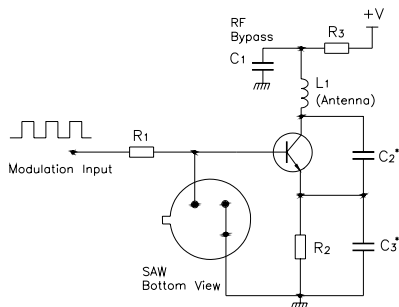 +V
RF
Bypass
R3
C1
L1
(Antenna)
R1
Modulation Input
C2*
SAW
Bottom View
R2
C3*